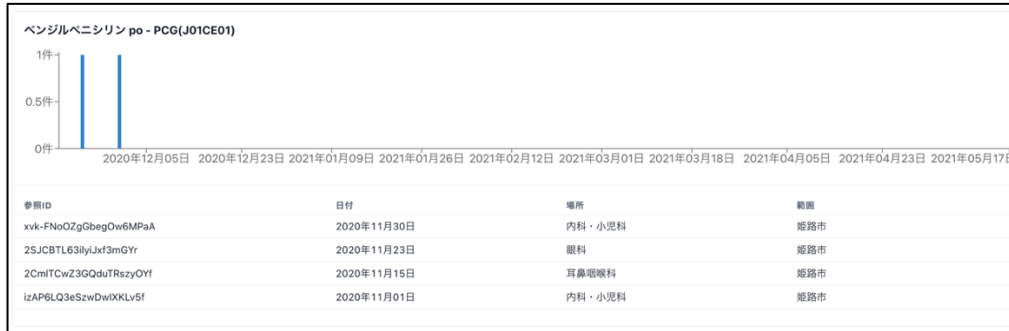 ベンジルペニシリン po - PCG(J01CE01)
1件
0.5件
0件
2020年12月05日 2020年12月23日 2021年01月09日 2021年01月26日 2021年02月12日 2021年03月01日 2021年03月18日 2021年04月05日 2021年04月23日 2021年05月17日
参照ID 日付 場所 範囲
xvk-FNoOZgGbegOw6MPaA 2020年11月30日 内科・小児科 姫路市
2SJCBTL63ilyiJxf3mGYr 2020年11月23日 眼科 姫路市
2CmlTCwZ3GQduTRszyOYf 2020年11月15日 耳鼻咽喉科 姫路市
izAP6LQ3eSzwDwlXKLv5f 2020年11月01日 内科・小児科 姫路市